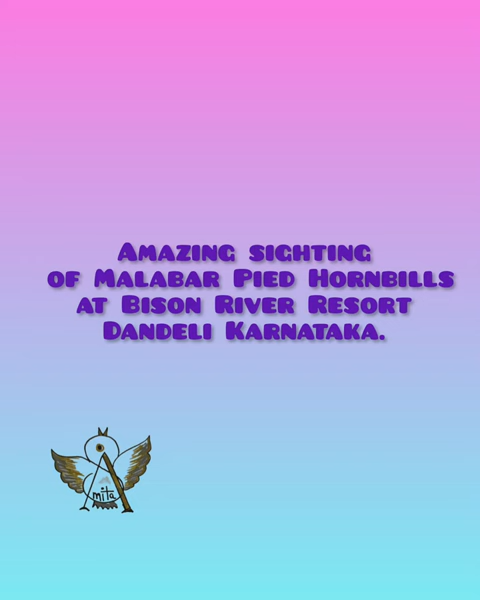 Amazing sighting
of Malabar Pied Hornbills
at Bison River Resort
Dandeli Karnataka.
Amita